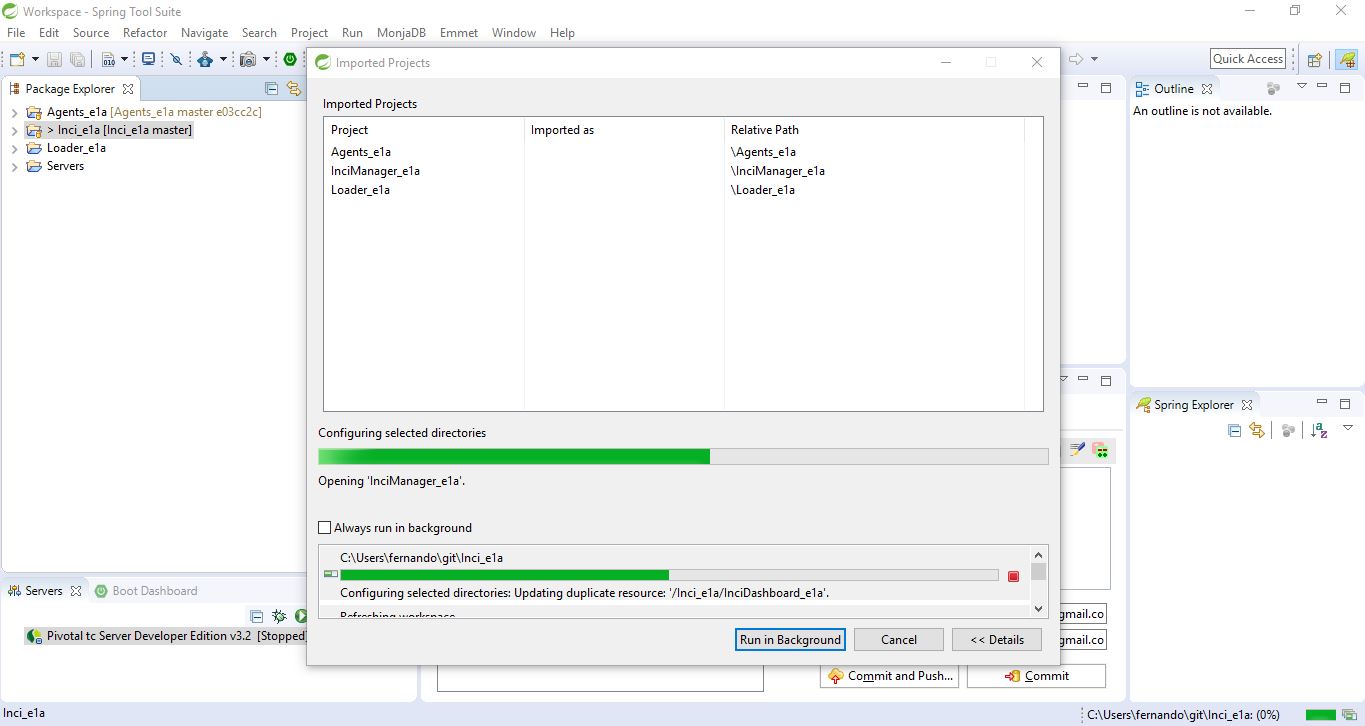 Workspace - Spring Tool Suite
File Edit Source Refactor Navigate Search Project Run MonjaDB Emmet Window Help
Quick Access
Package Explorer
Agents_e1a [Agents_e1a master e03cc2c]
> Inci_e1a [Inci_e1a master]
Loader_e1a
Servers
Imported Projects
Imported Projects
Project Imported as Relative Path
Agents_e1a \Agents_e1a
InciManager_e1a \InciManager_e1a
Loader_e1a \Loader_e1a
Configuring selected directories
Opening 'InciManager_e1a'.
Always run in background
C:\Users\fernando\git\Inci_e1a
Configuring selected directories: Updating duplicate resource: '/Inci_e1a/InciDashboard_e1a'.
Refreshing workspace
Run in Background Cancel << Details
Outline
An outline is not available.
Spring Explorer
Servers Boot Dashboard
Pivotal tc Server Developer Edition v3.2 [Stopped]
gmail.co
gmail.co
Commit and Push... Commit
Inci_e1a
C:\Users\fernando\git\Inci_e1a: (0%)